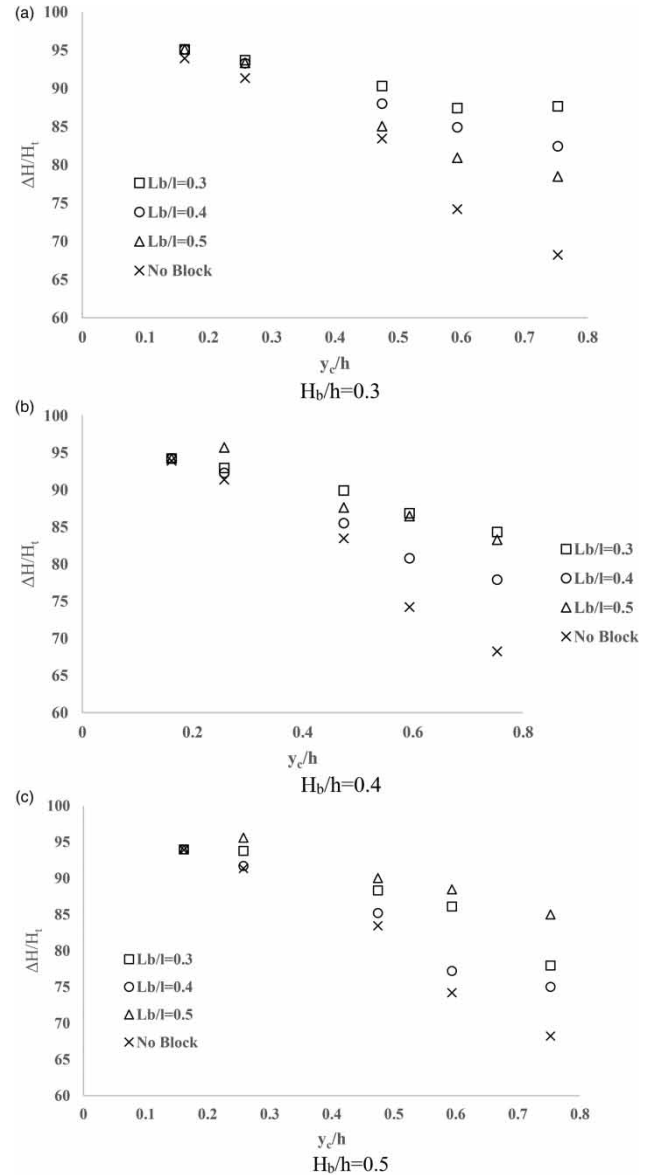 (a)
100
95
90
85
80
75
70
65
60
ΔH/Hₜ
□ Lb/l=0.3
○ Lb/l=0.4
△ Lb/l=0.5
× No Block
0 0.1 0.2 0.3 0.4 0.5 0.6 0.7 0.8
y_c/h
H_b/h=0.3
(b)
100
95
90
85
80
75
70
65
60
ΔH/Hₜ
□ Lb/l=0.3
○ Lb/l=0.4
△ Lb/l=0.5
× No Block
0 0.2 0.4 0.6 0.8
y_c/h
H_b/h=0.4
(c)
100
95
90
85
80
75
70
65
60
ΔH/Hₜ
□ Lb/l=0.3
○ Lb/l=0.4
△ Lb/l=0.5
× No Block
0 0.1 0.2 0.3 0.4 0.5 0.6 0.7 0.8
y_c/h
H_b/h=0.5